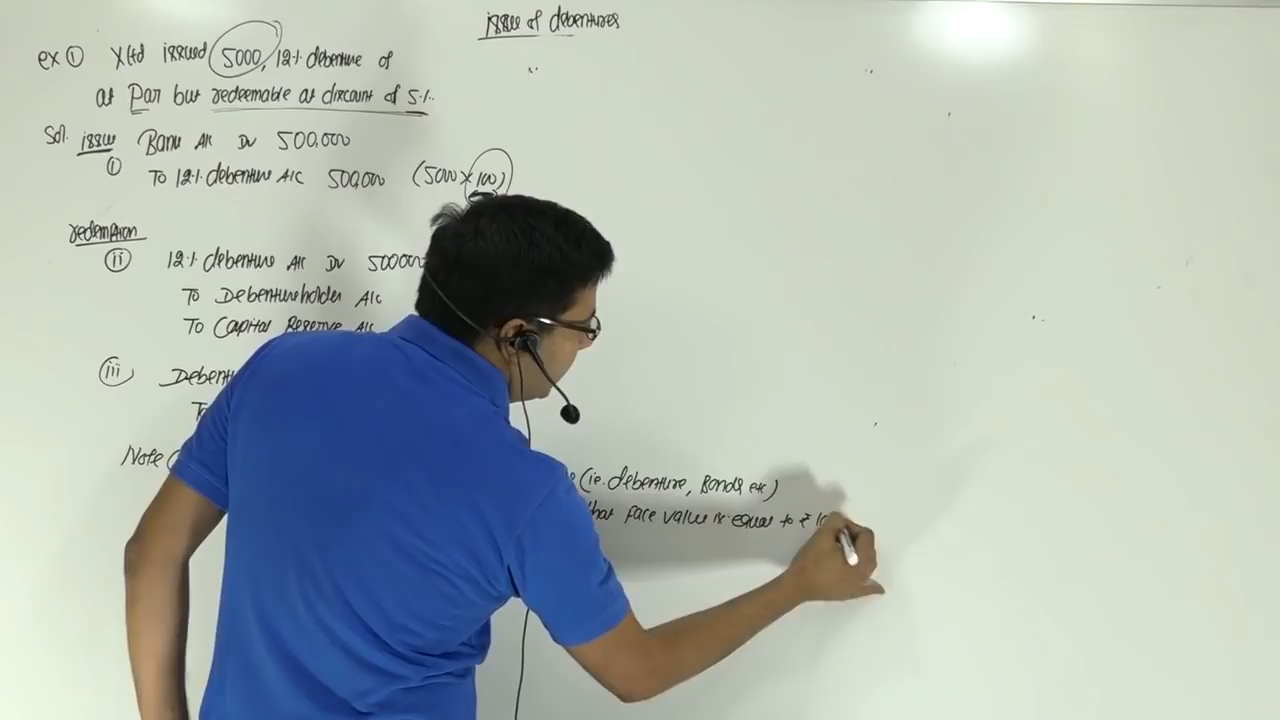 issue of debentures
ex ① X Ltd issued 5000, 12% debenture of
at Par but redeemable at discount of 5%.
Sol. issue Bank A/c Dr 500,000
① To 12% debenture A/c 500,000 (5000 × 100)
redemption
ii 12% debenture A/c Dr 500000
To Debentureholder A/c
To Capital Reserve A/c
iii Debent
To
Note
(ie. debenture, Bonds etc)
that face value is equal to ₹ 10